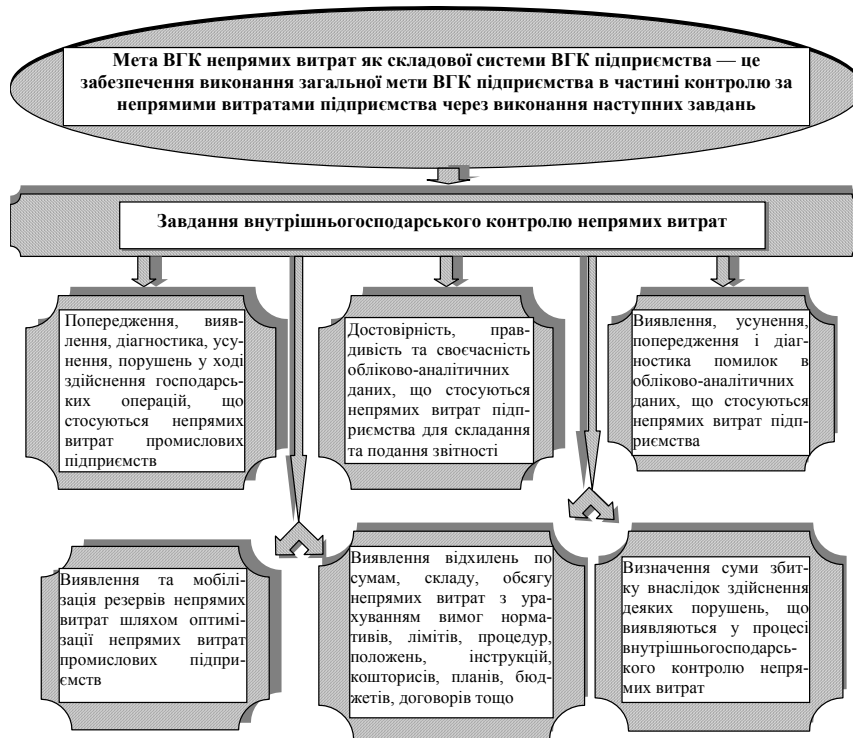 Мета ВГК непрямих витрат як складової системи ВГК підприємства — це
забезпечення виконання загальної мети ВГК підприємства в частині контролю за
непрямими витратами підприємства через виконання наступних завдань
Завдання внутрішньогосподарського контролю непрямих витрат
Попередження, вияв-
лення, діагностика, усу-
нення, порушень у ході
здійснення господарсь-
ких операцій, що
стосуються непрямих
витрат промислових
підприємств
Достовірність, прав-
дивість та своєчасність
обліково-аналітичних
даних, що стосуються
непрямих витрат підп-
риємства для складання
та подання звітності
Виявлення, усунення,
попередження і діаг-
ностика помилок в
обліково-аналітичних
даних, що стосуються
непрямих витрат підп-
риємства
Виявлення та мобілі-
зація резервів непрямих
витрат шляхом оптимі-
зації непрямих витрат
промислових підпри-
ємств
Виявлення відхилень по
сумам, складу, обсягу
непрямих витрат з ура-
хуванням вимог норма-
тивів, лімітів, процедур,
положень, інструкцій,
кошторисів, планів, бюд-
жетів, договорів тощо
Визначення суми збит-
ку внаслідок здійснення
деяких порушень, що
виявляються у процесі
внутрішньогосподарсь-
кого контролю непря-
мих витрат